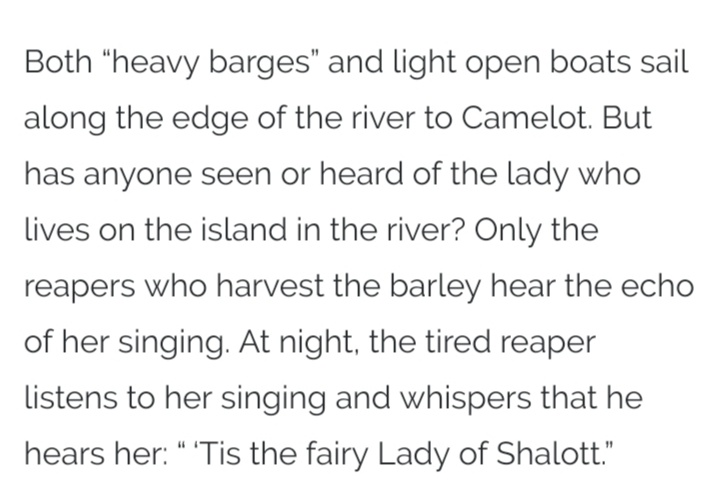 Both “heavy barges” and light open boats sail
along the edge of the river to Camelot. But
has anyone seen or heard of the lady who
lives on the island in the river? Only the
reapers who harvest the barley hear the echo
of her singing. At night, the tired reaper
listens to her singing and whispers that he
hears her: “ ‘Tis the fairy Lady of Shalott.”